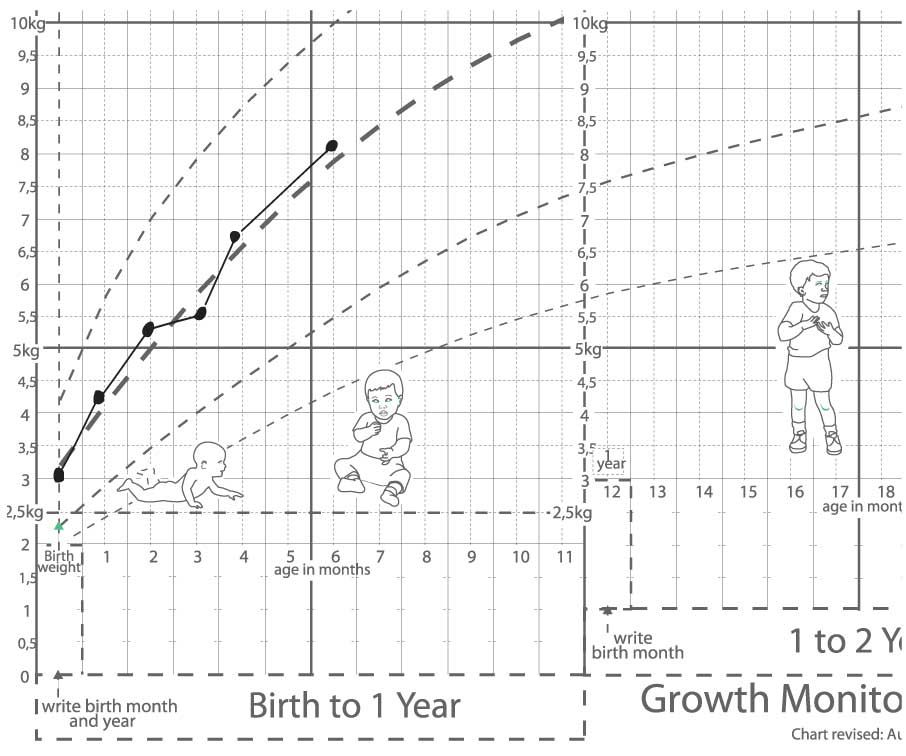 10kg
9,5
9
8,5
8
7,5
7
6,5
6
5,5
5kg
4,5
4
3,5
3
2,5kg
2
1,5
1
0,5
0
Birth
weight
1 2 3 4 5 6 7 8 9 10 11
age in months
write birth month
and year
Birth to 1 Year
10kg
9,5
9
8,5
8
7,5
7
6,5
6
5,5
5kg
4,5
4
3,5
3
2,5kg
1
year
12 13 14 15 16 17 18
age in mont
write
birth month
1 to 2 Ye
Growth Monito
Chart revised: Au